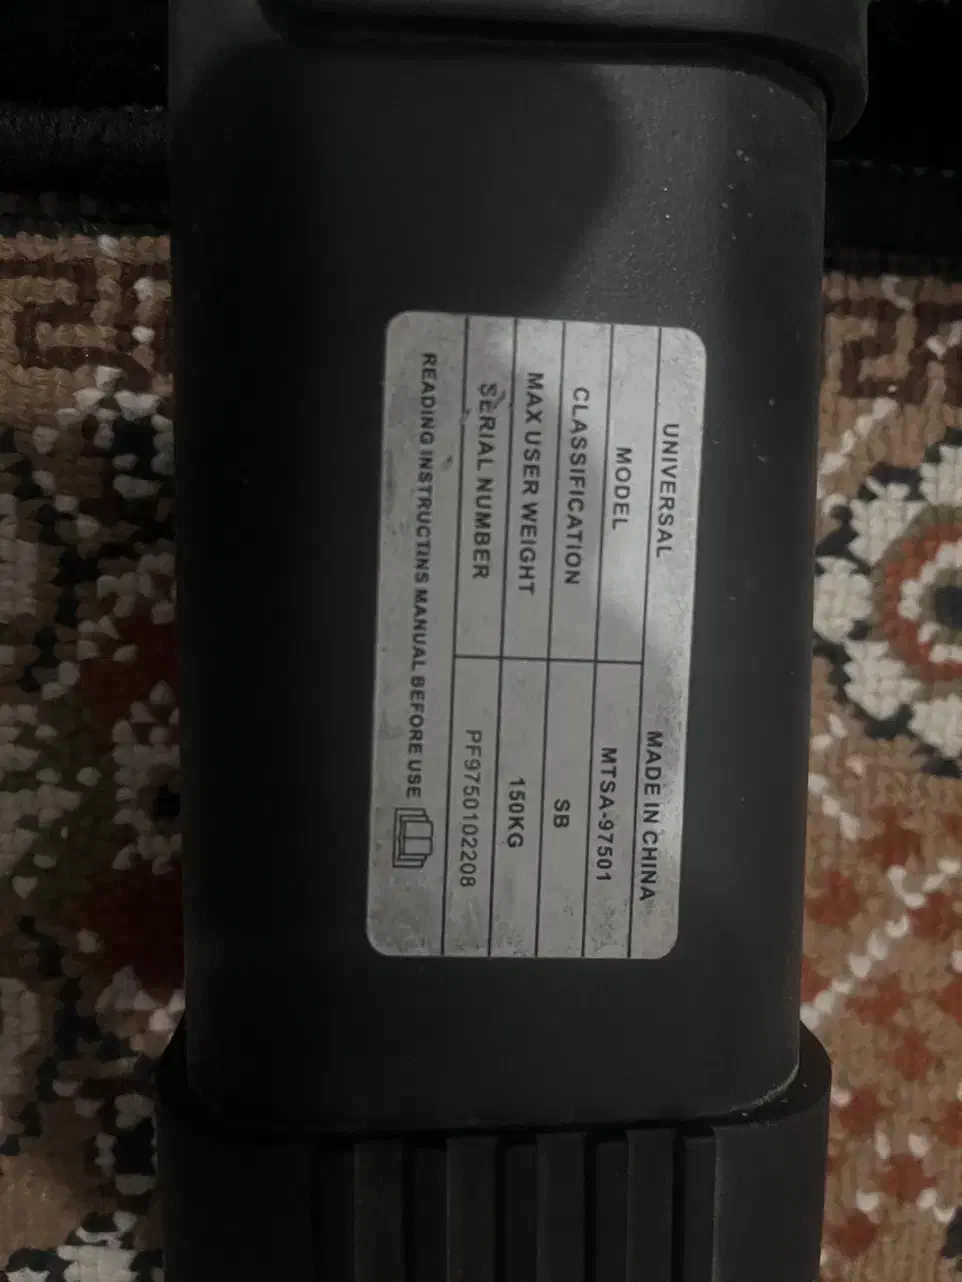 UNIVERSAL MADE IN CHINA
MODEL MTSA-97501
CLASSIFICATION SB
MAX USER WEIGHT 150KG
SERIAL NUMBER PF9750102208
READING INSTRUCTINS MANUAL BEFORE USE